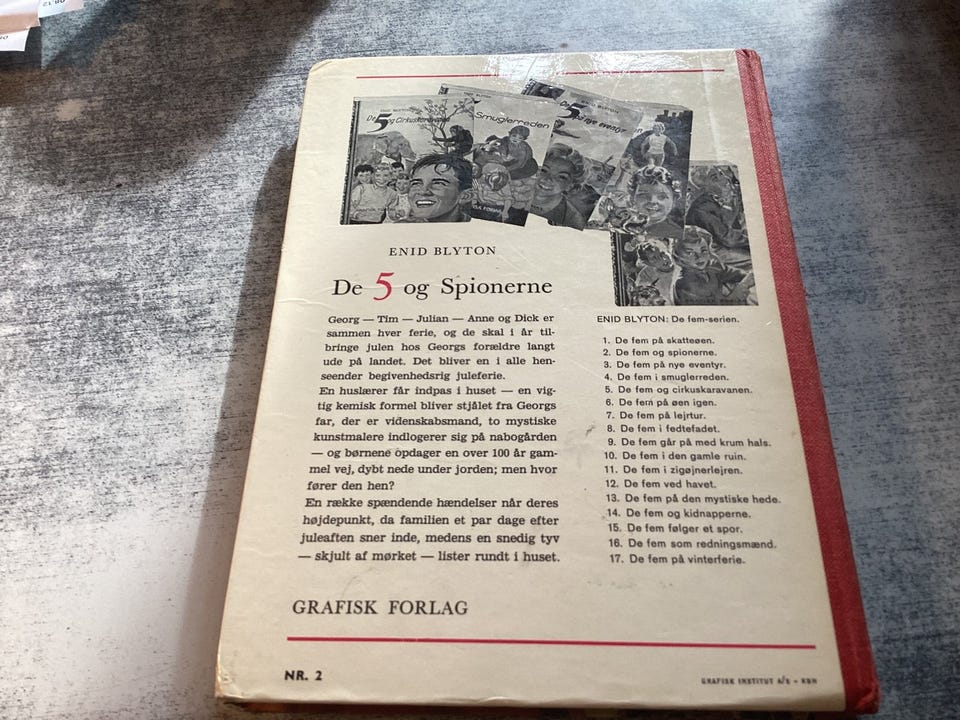 De 5 og Cirkuskaravanen
Smuglerreden
De 5 på nye eventyr
ENID BLYTON
De 5 og Spionerne
Georg — Tim — Julian — Anne og Dick er
sammen hver ferie, og de skal i år til-
bringe julen hos Georgs forældre langt
ude på landet. Det bliver en i alle hen-
seender begivenhedsrig juleferie.
En huslærer får indpas i huset — en vig-
tig kemisk formel bliver stjålet fra Georgs
far, der er videnskabsmand, to mystiske
kunstmalere indlogerer sig på nabogården
— og børnene opdager en over 100 år gam-
mel vej, dybt nede under jorden; men hvor
fører den hen?
En række spændende hændelser når deres
højdepunkt, da familien et par dage efter
juleaften sner inde, medens en snedig tyv
— skjult af mørket — lister rundt i huset.
GRAFISK FORLAG
NR. 2
ENID BLYTON: De fem-serien.
1. De fem på skatteøen.
2. De fem og spionerne.
3. De fem på nye eventyr.
4. De fem i smuglerreden.
5. De fem og cirkuskaravanen.
6. De fem på øen igen.
7. De fem på lejrtur.
8. De fem i fedtefadet.
9. De fem går på med krum hals.
10. De fem i den gamle ruin.
11. De fem i zigøjnerlejren.
12. De fem ved havet.
13. De fem på den mystiske hede.
14. De fem og kidnapperne.
15. De fem følger et spor.
16. De fem som redningsmænd.
17. De fem på vinterferie.
GRAFISK INSTITUT A/S - KBH